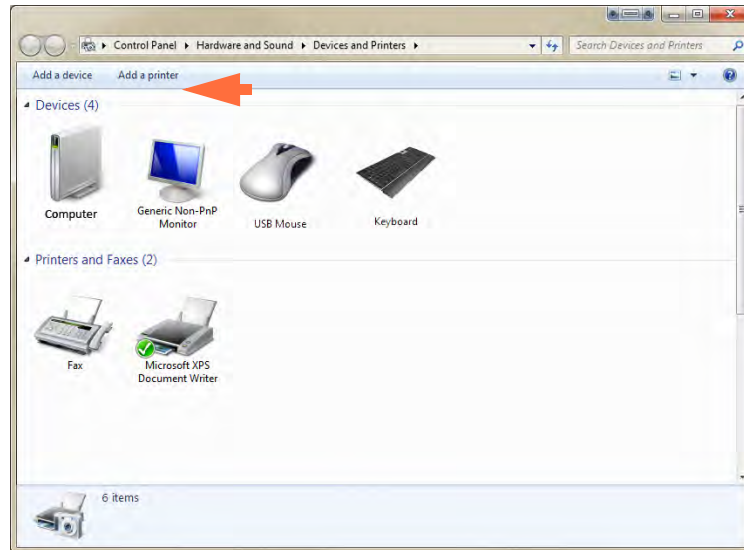 Control Panel ▸ Hardware and Sound ▸ Devices and Printers ▸
Search Devices and Printers
Add a device Add a printer
Devices (4)
Computer
Generic Non-PnP
Monitor
USB Mouse
Keyboard
Printers and Faxes (2)
Fax
Microsoft XPS
Document Writer
6 items